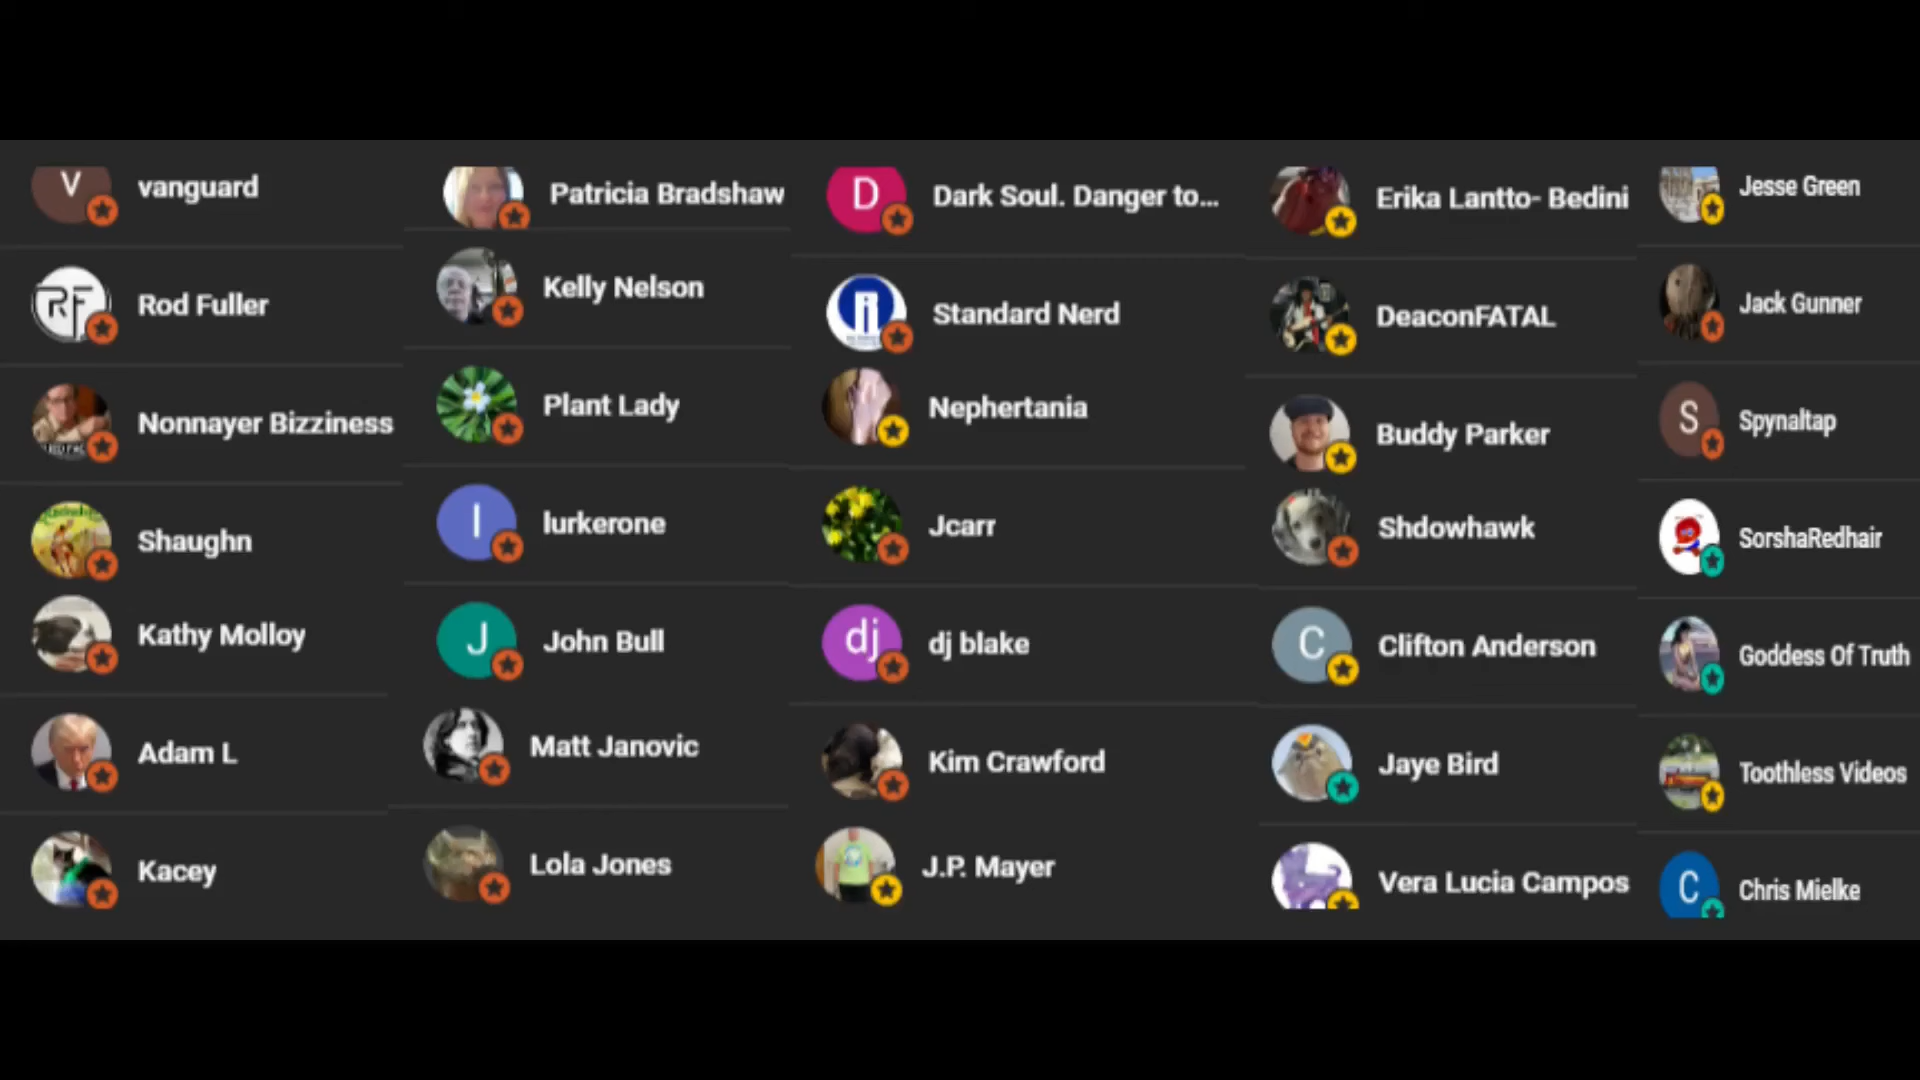 V
vanguard
RF
Rod Fuller
Nonnayer Bizziness
Shaughn
Kathy Molloy
Adam L
Kacey
Patricia Bradshaw
Kelly Nelson
Plant Lady
l
lurkerone
J
John Bull
Matt Janovic
Lola Jones
D
Dark Soul. Danger to...
Standard Nerd
Nephertania
Jcarr
dj
dj blake
Kim Crawford
J.P. Mayer
Erika Lantto- Bedini
DeaconFATAL
Buddy Parker
Shdowhawk
C
Clifton Anderson
Jaye Bird
Vera Lucia Campos
Jesse Green
Jack Gunner
S
Spynaltap
SorshaRedhair
Goddess Of Truth
Toothless Videos
C
Chris Mielke